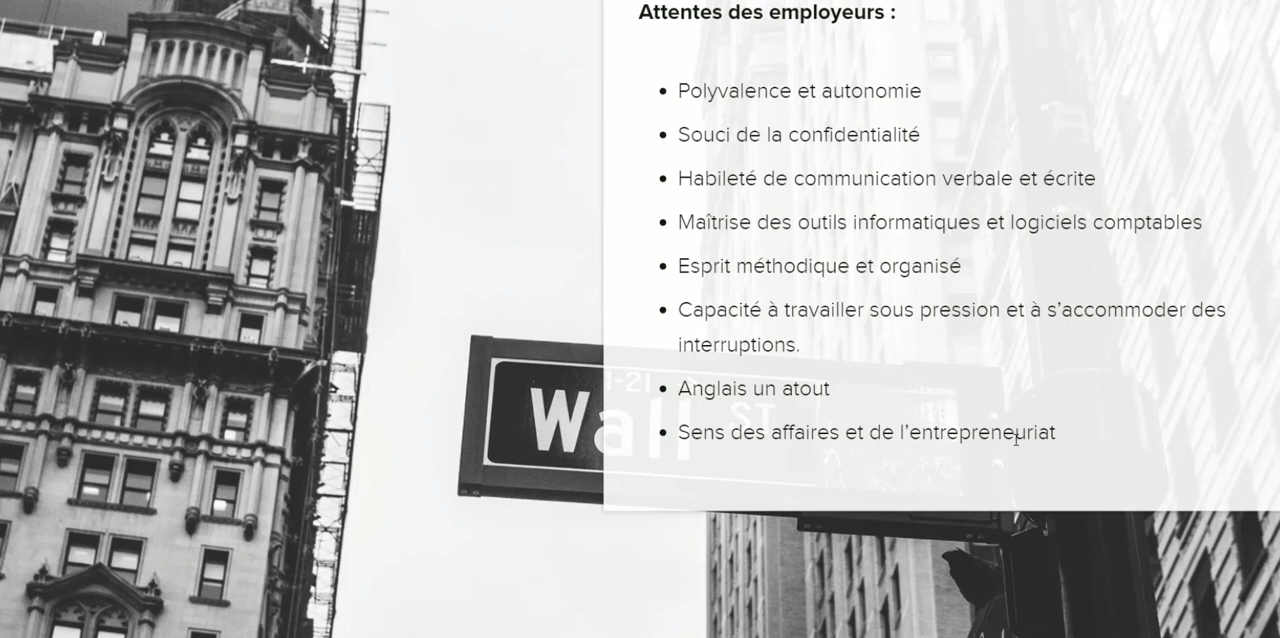 Attentes des employeurs :
Polyvalence et autonomie
Souci de la confidentialité
Habileté de communication verbale et écrite
Maîtrise des outils informatiques et logiciels comptables
Esprit méthodique et organisé
Capacité à travailler sous pression et à s'accommoder des
interruptions.
Anglais un atout
Sens des affaires et de l'entrepreneuriat
1-21
Wall ST